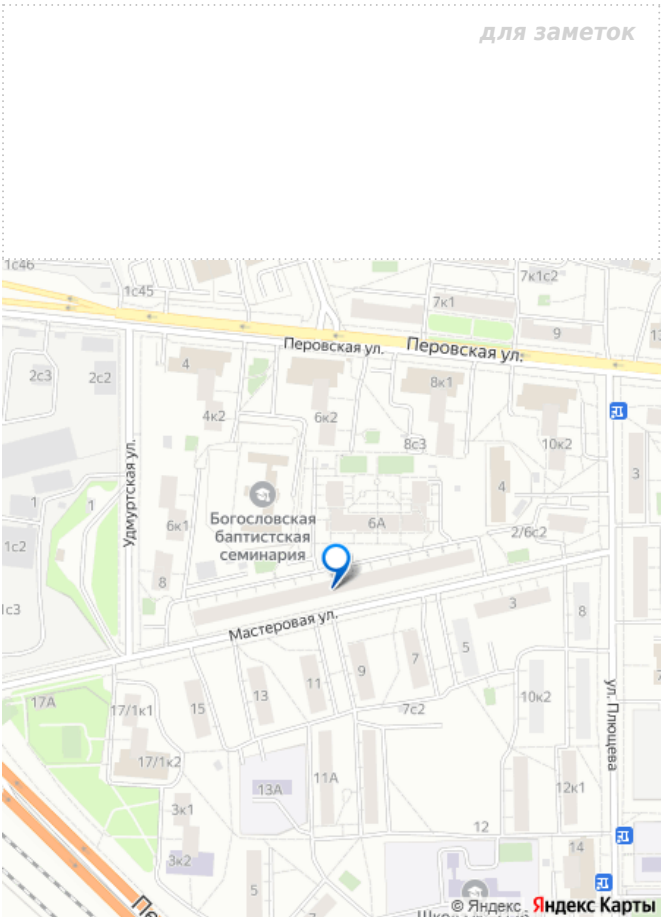 для заметок
1с46
1с45
7к1с2
7к1
9
Перовская ул.
Перовская ул.
2с3
2с2
4
4к2
6к2
8к1
8с3
10к2
3
4
Удмуртская ул.
1
1
1с2
6к1
Богословская
баптистская
семинария
6А
2/6с2
8
Мастеровая ул.
3
8
17А
17/1к1
15
13
11
9
7
5
7с2
10к2
ул. Плющева
17/1к2
13А
11А
12к1
3к1
12
3к2
14
5
© Яндекс
Яндекс Карты